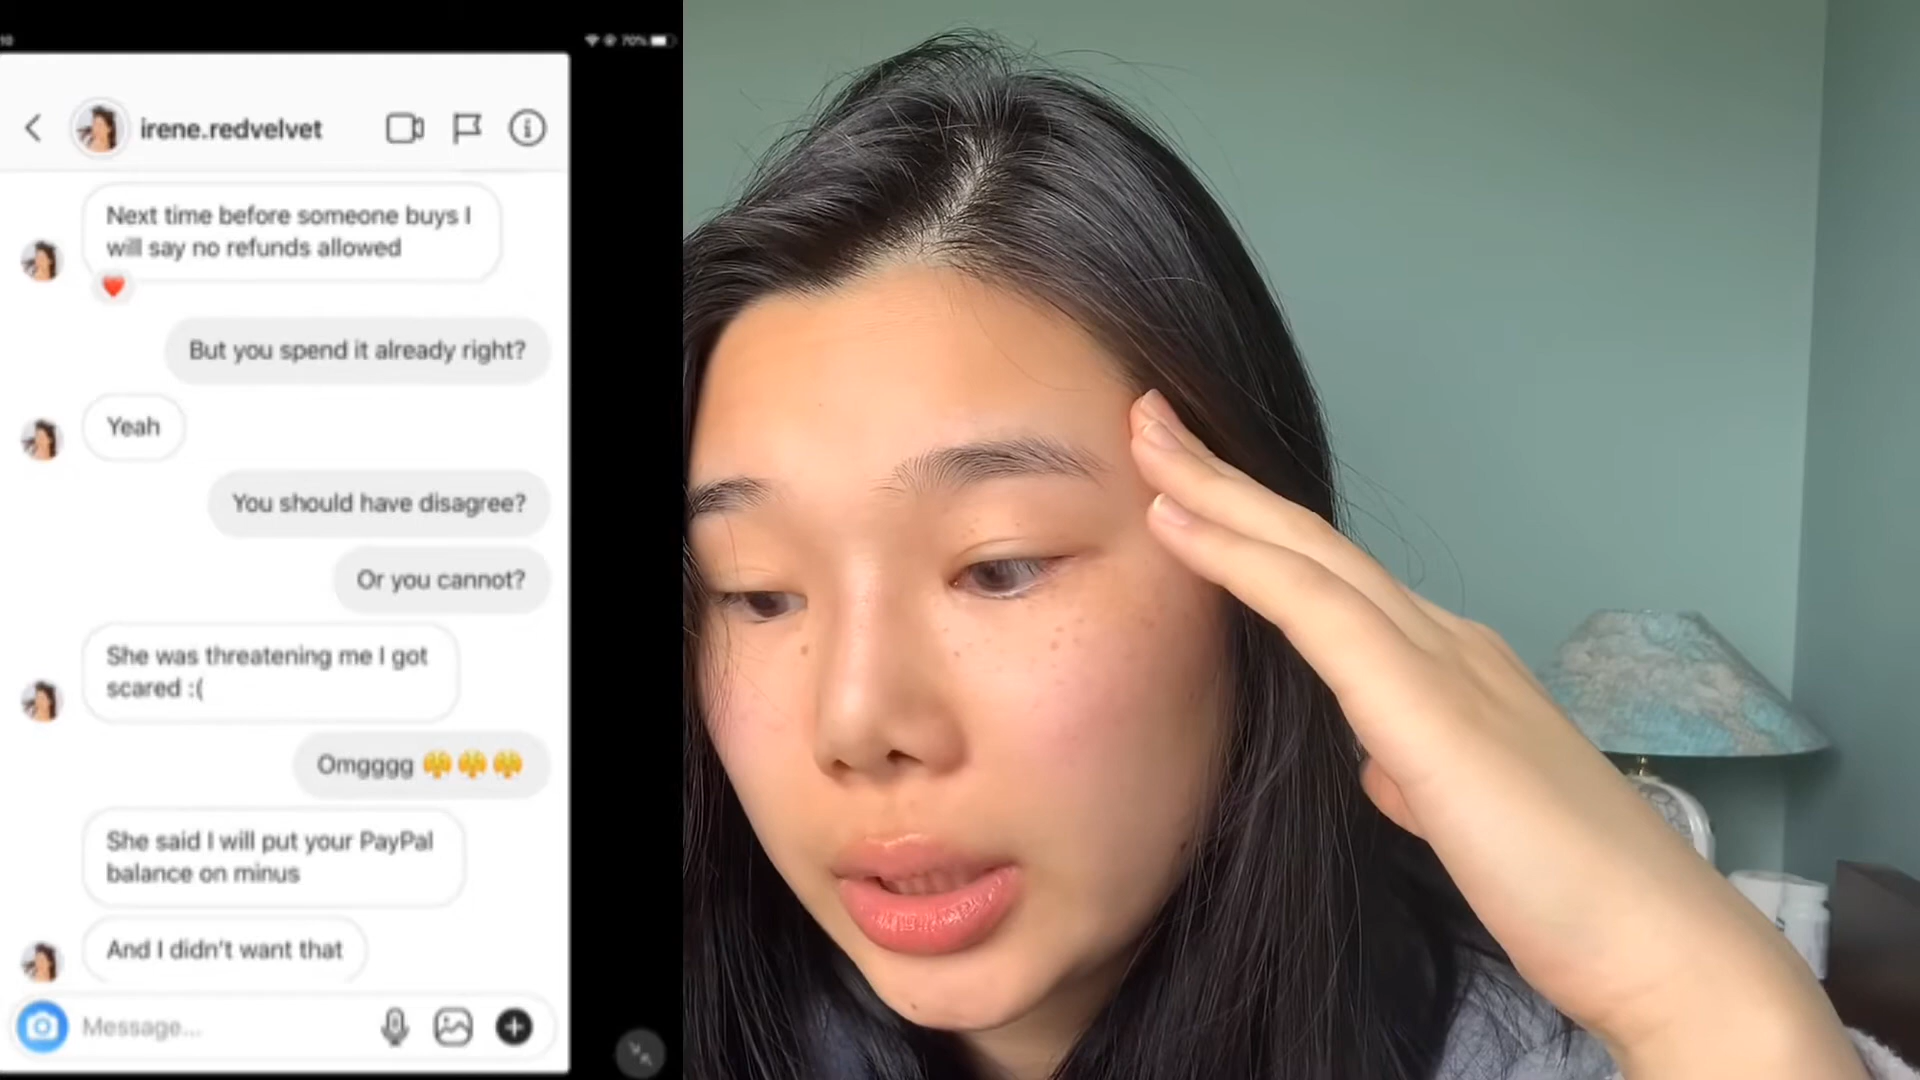 70%
irene.redvelvet
Next time before someone buys I
will say no refunds allowed
But you spend it already right?
Yeah
You should have disagree?
Or you cannot?
She was threatening me I got
scared :(
Omgggg
She said I will put your PayPal
balance on minus
And I didn't want that
Message...